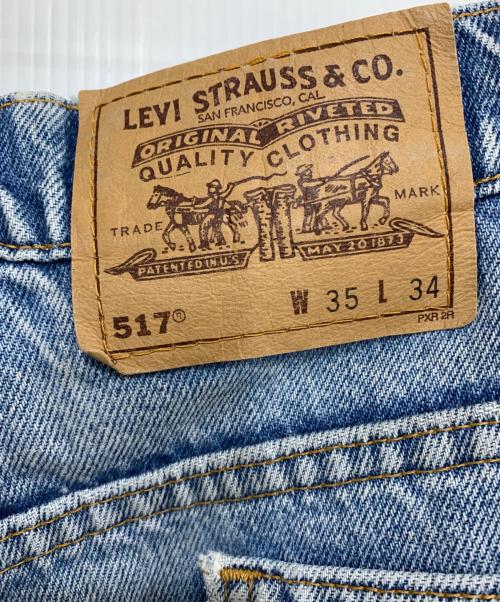 LEVI STRAUSS & CO.
SAN FRANCISCO, CAL.
ORIGINAL RIVETED
QUALITY CLOTHING
TRADE MARK
PATENTED IN U.S. MAY 20 1873
517® W 35 L 34
PXR 2R